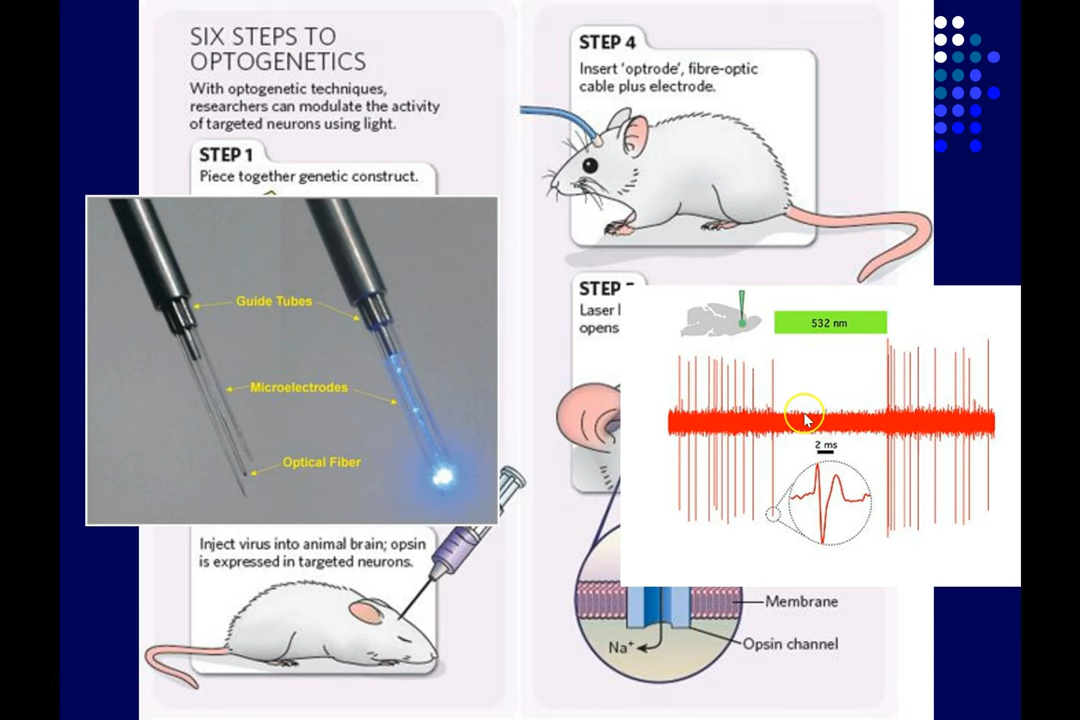 SIX STEPS TO
OPTOGENETICS
With optogenetic techniques,
researchers can modulate the activity
of targeted neurons using light.
STEP 1
Piece together genetic construct.
Guide Tubes
Microelectrodes
Optical Fiber
Inject virus into animal brain; opsin
is expressed in targeted neurons.
STEP 4
Insert ‘optrode’, fibre-optic
cable plus electrode.
STEP
Laser
opens
532 nm
2 ms
Membrane
Opsin channel
Na⁺